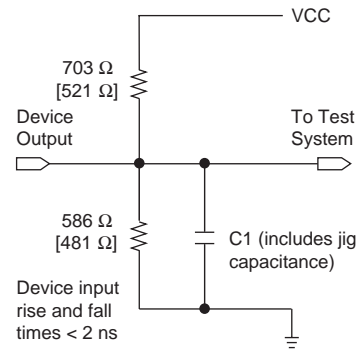 VCC
703 Ω
[521 Ω]
Device
Output
To Test
System
586 Ω
[481 Ω]
C1 (includes jig
capacitance)
Device input
rise and fall
times < 2 ns